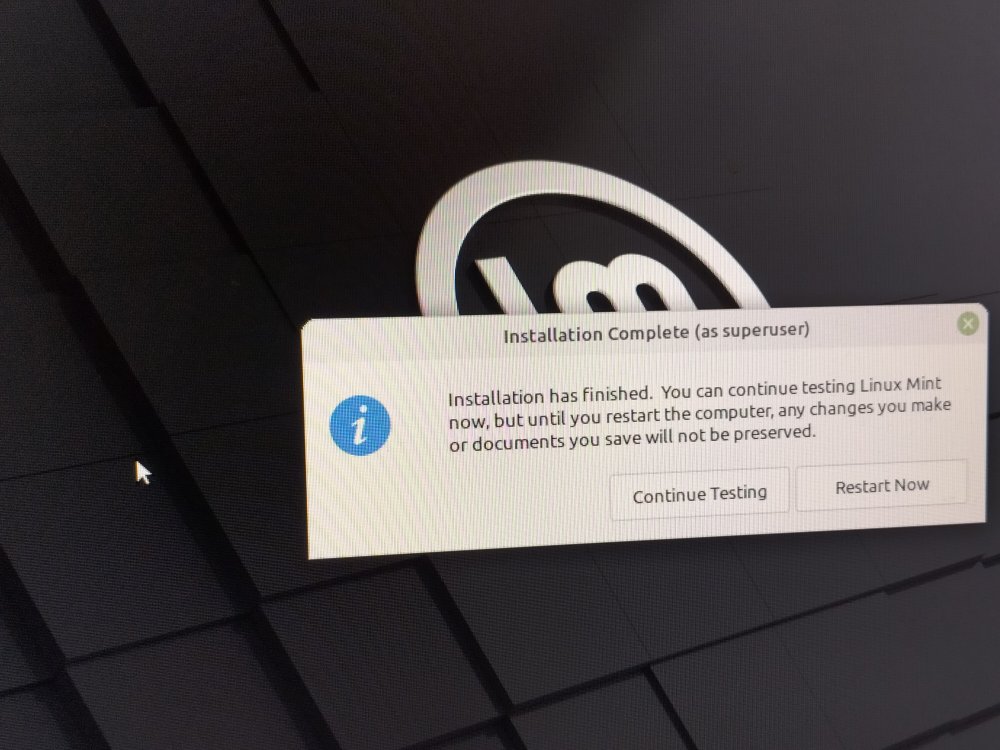 lm
Installation Complete (as superuser)
i
Installation has finished. You can continue testing Linux Mint
now, but until you restart the computer, any changes you make
or documents you save will not be preserved.
Continue Testing
Restart Now